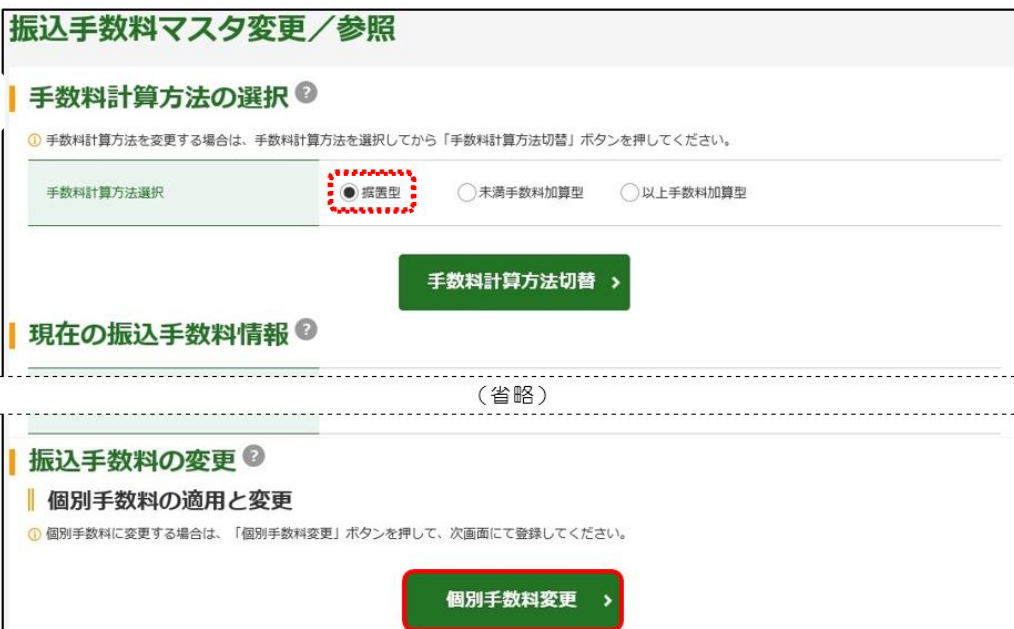 振込手数料マスタ変更／参照
手数料計算方法の選択 ?
手数料計算方法を変更する場合は、手数料計算方法を選択してから「手数料計算方法切替」ボタンを押してください。
手数料計算方法選択 据置型 未満手数料加算型 以上手数料加算型
手数料計算方法切替 ›
現在の振込手数料情報 ?
（省略）
振込手数料の変更 ?
個別手数料の適用と変更
個別手数料に変更する場合は、「個別手数料変更」ボタンを押して、次画面にて登録してください。
個別手数料変更 ›